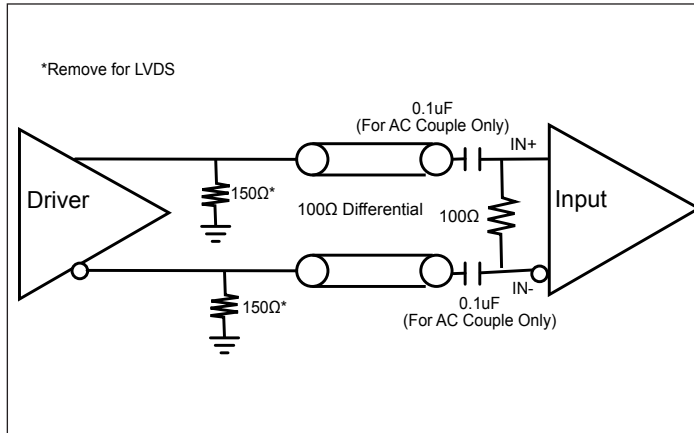 *Remove for LVDS
0.1uF
(For AC Couple Only)
IN+
Driver
150Ω*
100Ω Differential
100Ω
Input
150Ω*
0.1uF
IN-
(For AC Couple Only)